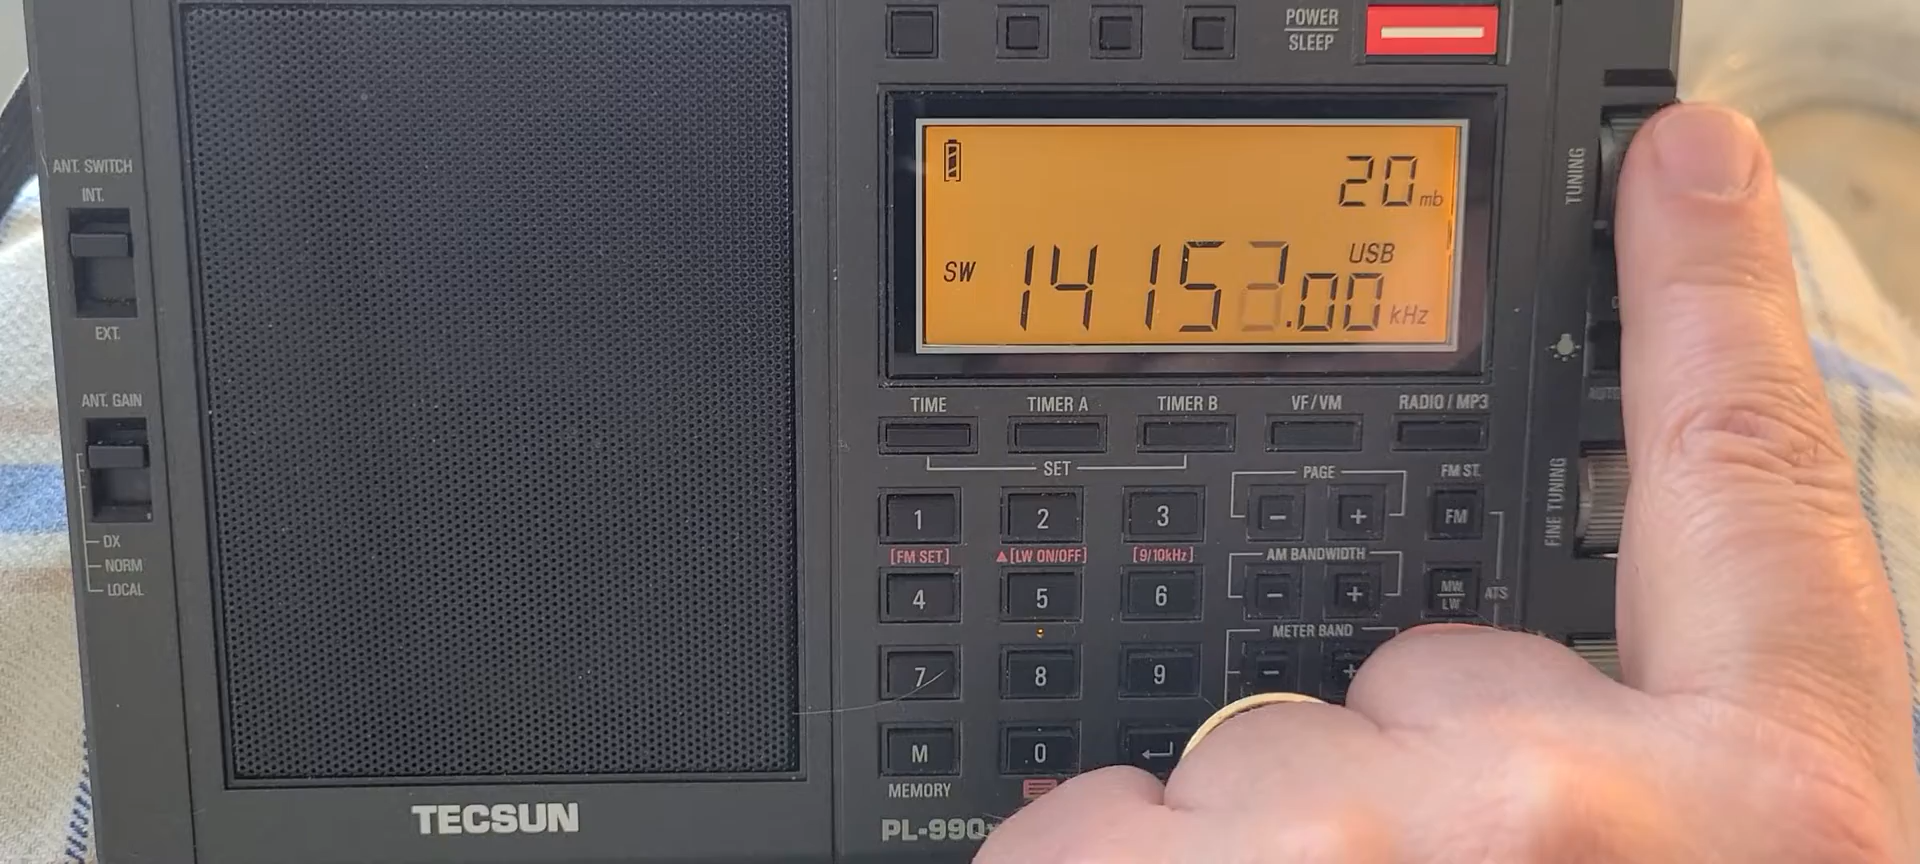 POWER
SLEEP
ANT. SWITCH
INT.
EXT.
20 mb
USB
SW 1415 .00 kHz
TUNING
ANT. GAIN
DX
NORM
LOCAL
TIME TIMER A TIMER B VF/VM RADIO / MP3
SET
PAGE FM ST.
1 2 3 - + FM
FINE TUNING
[FM SET] ▲[LW ON/OFF] [9/10kHz] AM BANDWIDTH
4 5 6 - + MW LW ATS
METER BAND
7 8 9 - +
M .0
MEMORY
TECSUN
PL-990